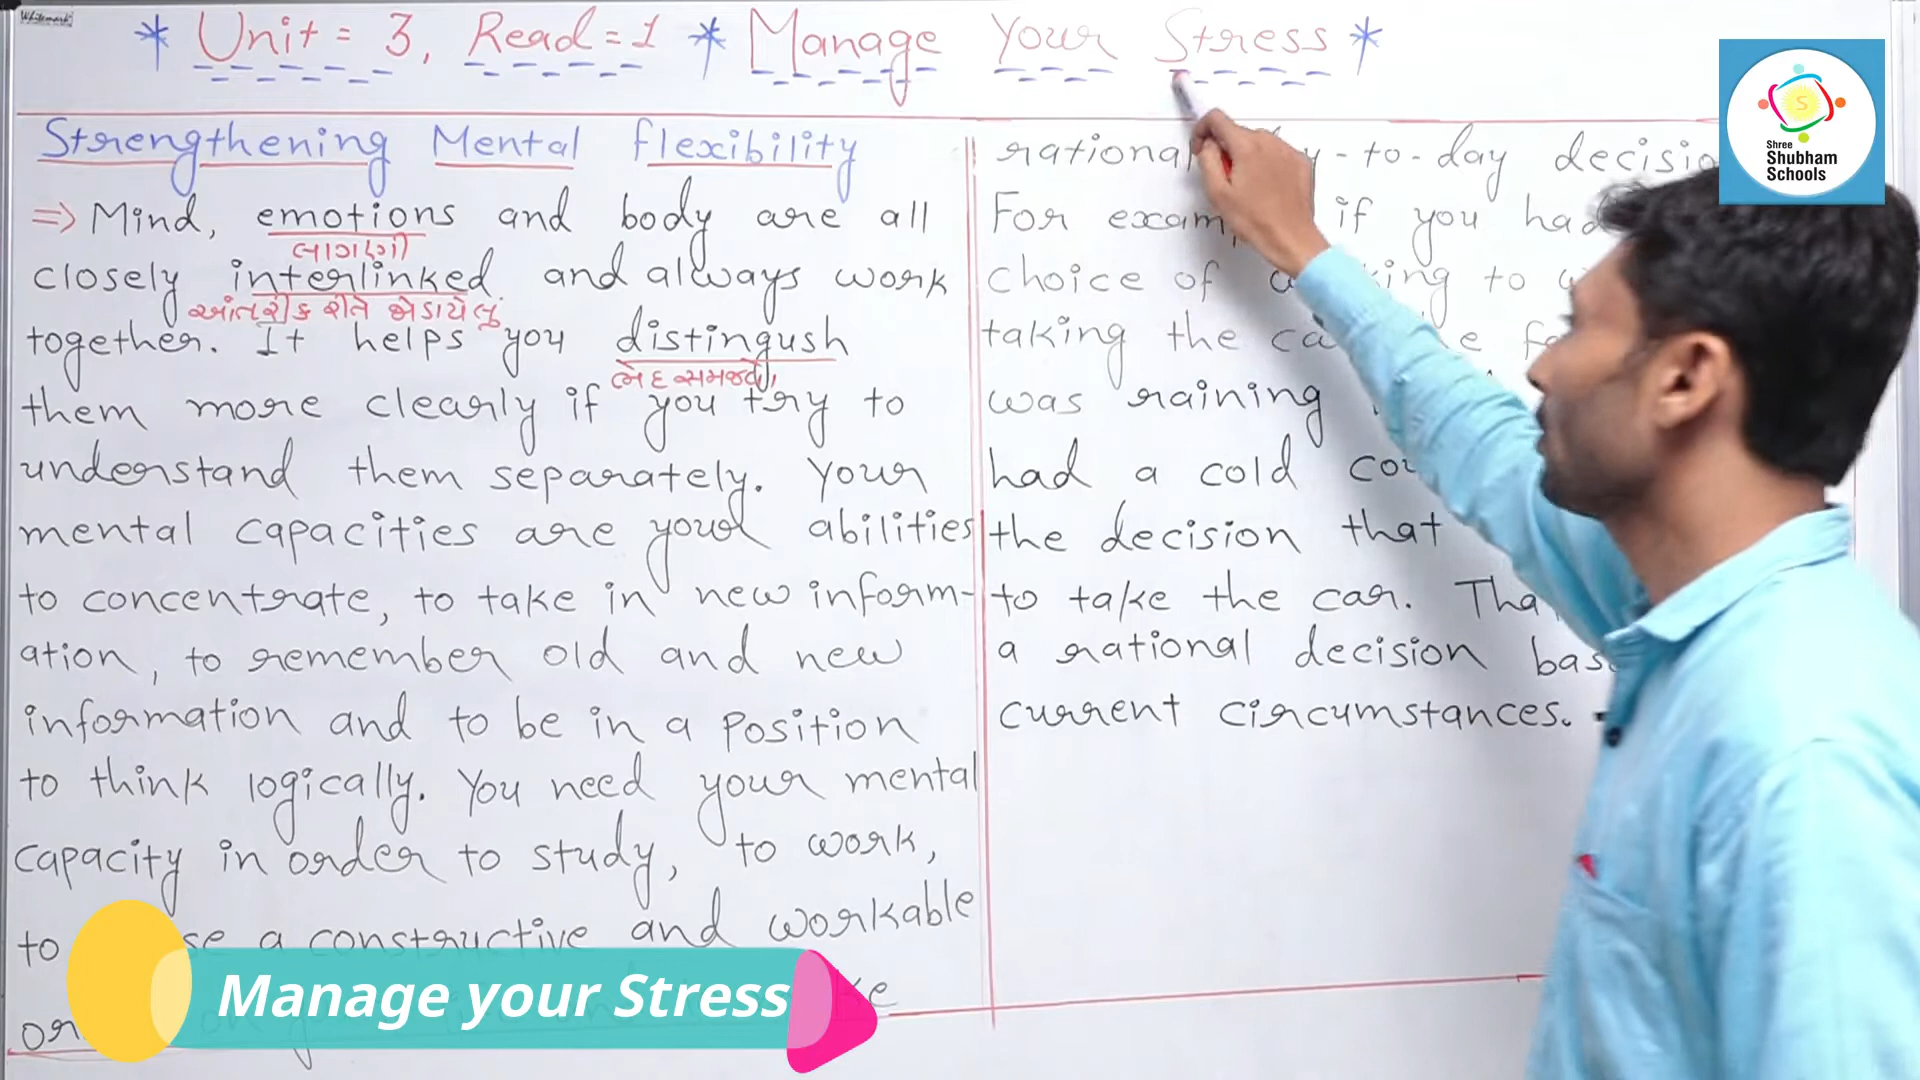 Whitemark
* Unit = 3, Read = 1 * Manage Your Stress *
Strengthening Mental flexibility
=> Mind, emotions and body are all
લાગણી
closely interlinked and always work
આંતરીક રીતે જોડાયેલું
together. It helps you distingush
ભેદ સમજવો
them more clearly if you try to
understand them separately. Your
mental capacities are your abilities
to concentrate, to take in new inform-
ation, to remember old and new
information and to be in a position
to think logically. You need your mental
capacity in order to study, to work,
to a constructive and workable
rational -to-day
For if you had
choice of to
taking the
was raining
had a cold
the decision that
to take the car.
a rational decision
current circumstances.
Shree
Shubham
Schools
S
Manage your Stress